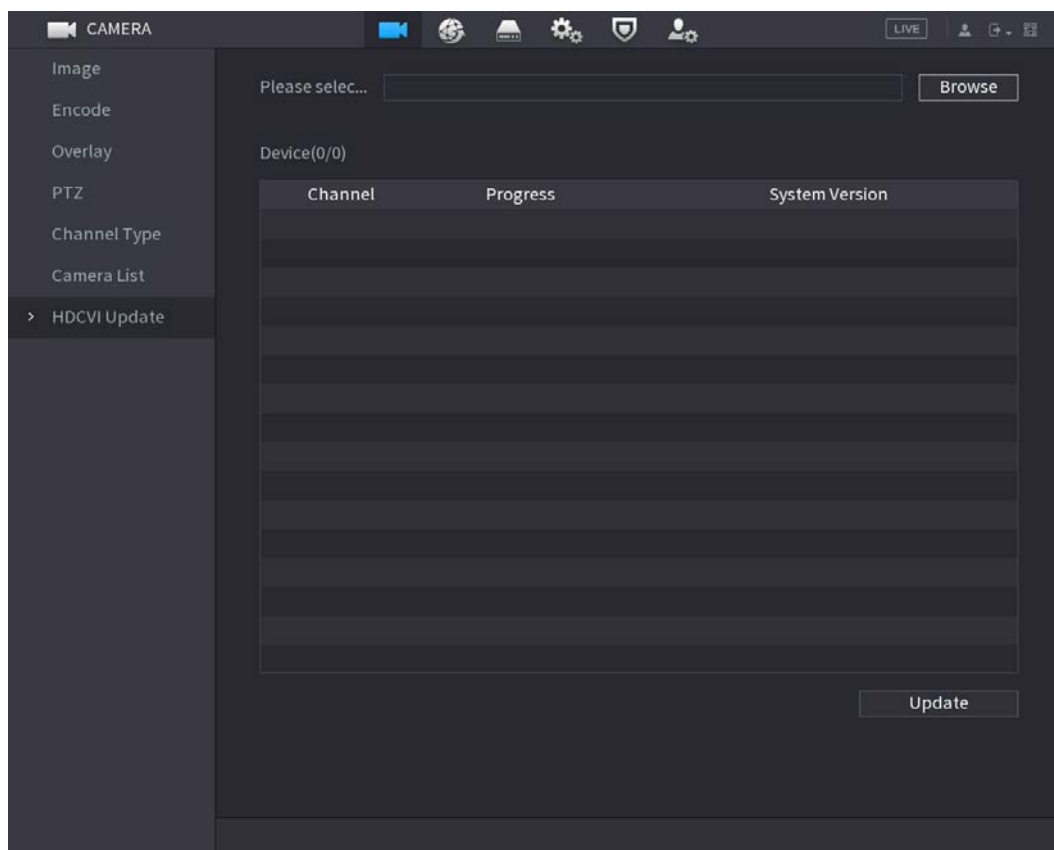 CAMERA
LIVE
Image
Encode
Overlay
PTZ
Channel Type
Camera List
HDCVI Update
Please selec...
Browse
Device(0/0)
Channel Progress System Version
Update